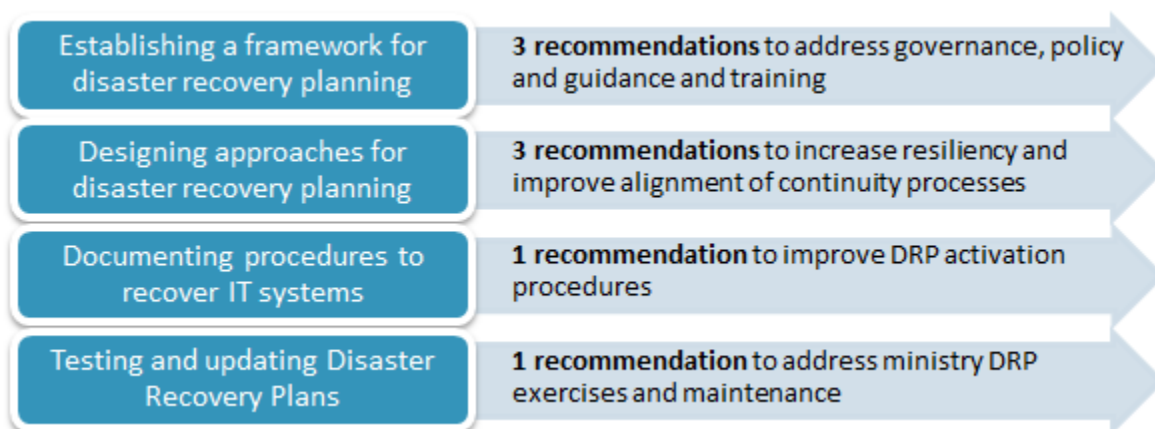 Establishing a framework for
disaster recovery planning
3 recommendations to address governance, policy
and guidance and training
Designing approaches for
disaster recovery planning
3 recommendations to increase resiliency and
improve alignment of continuity processes
Documenting procedures to
recover IT systems
1 recommendation to improve DRP activation
procedures
Testing and updating Disaster
Recovery Plans
1 recommendation to address ministry DRP
exercises and maintenance